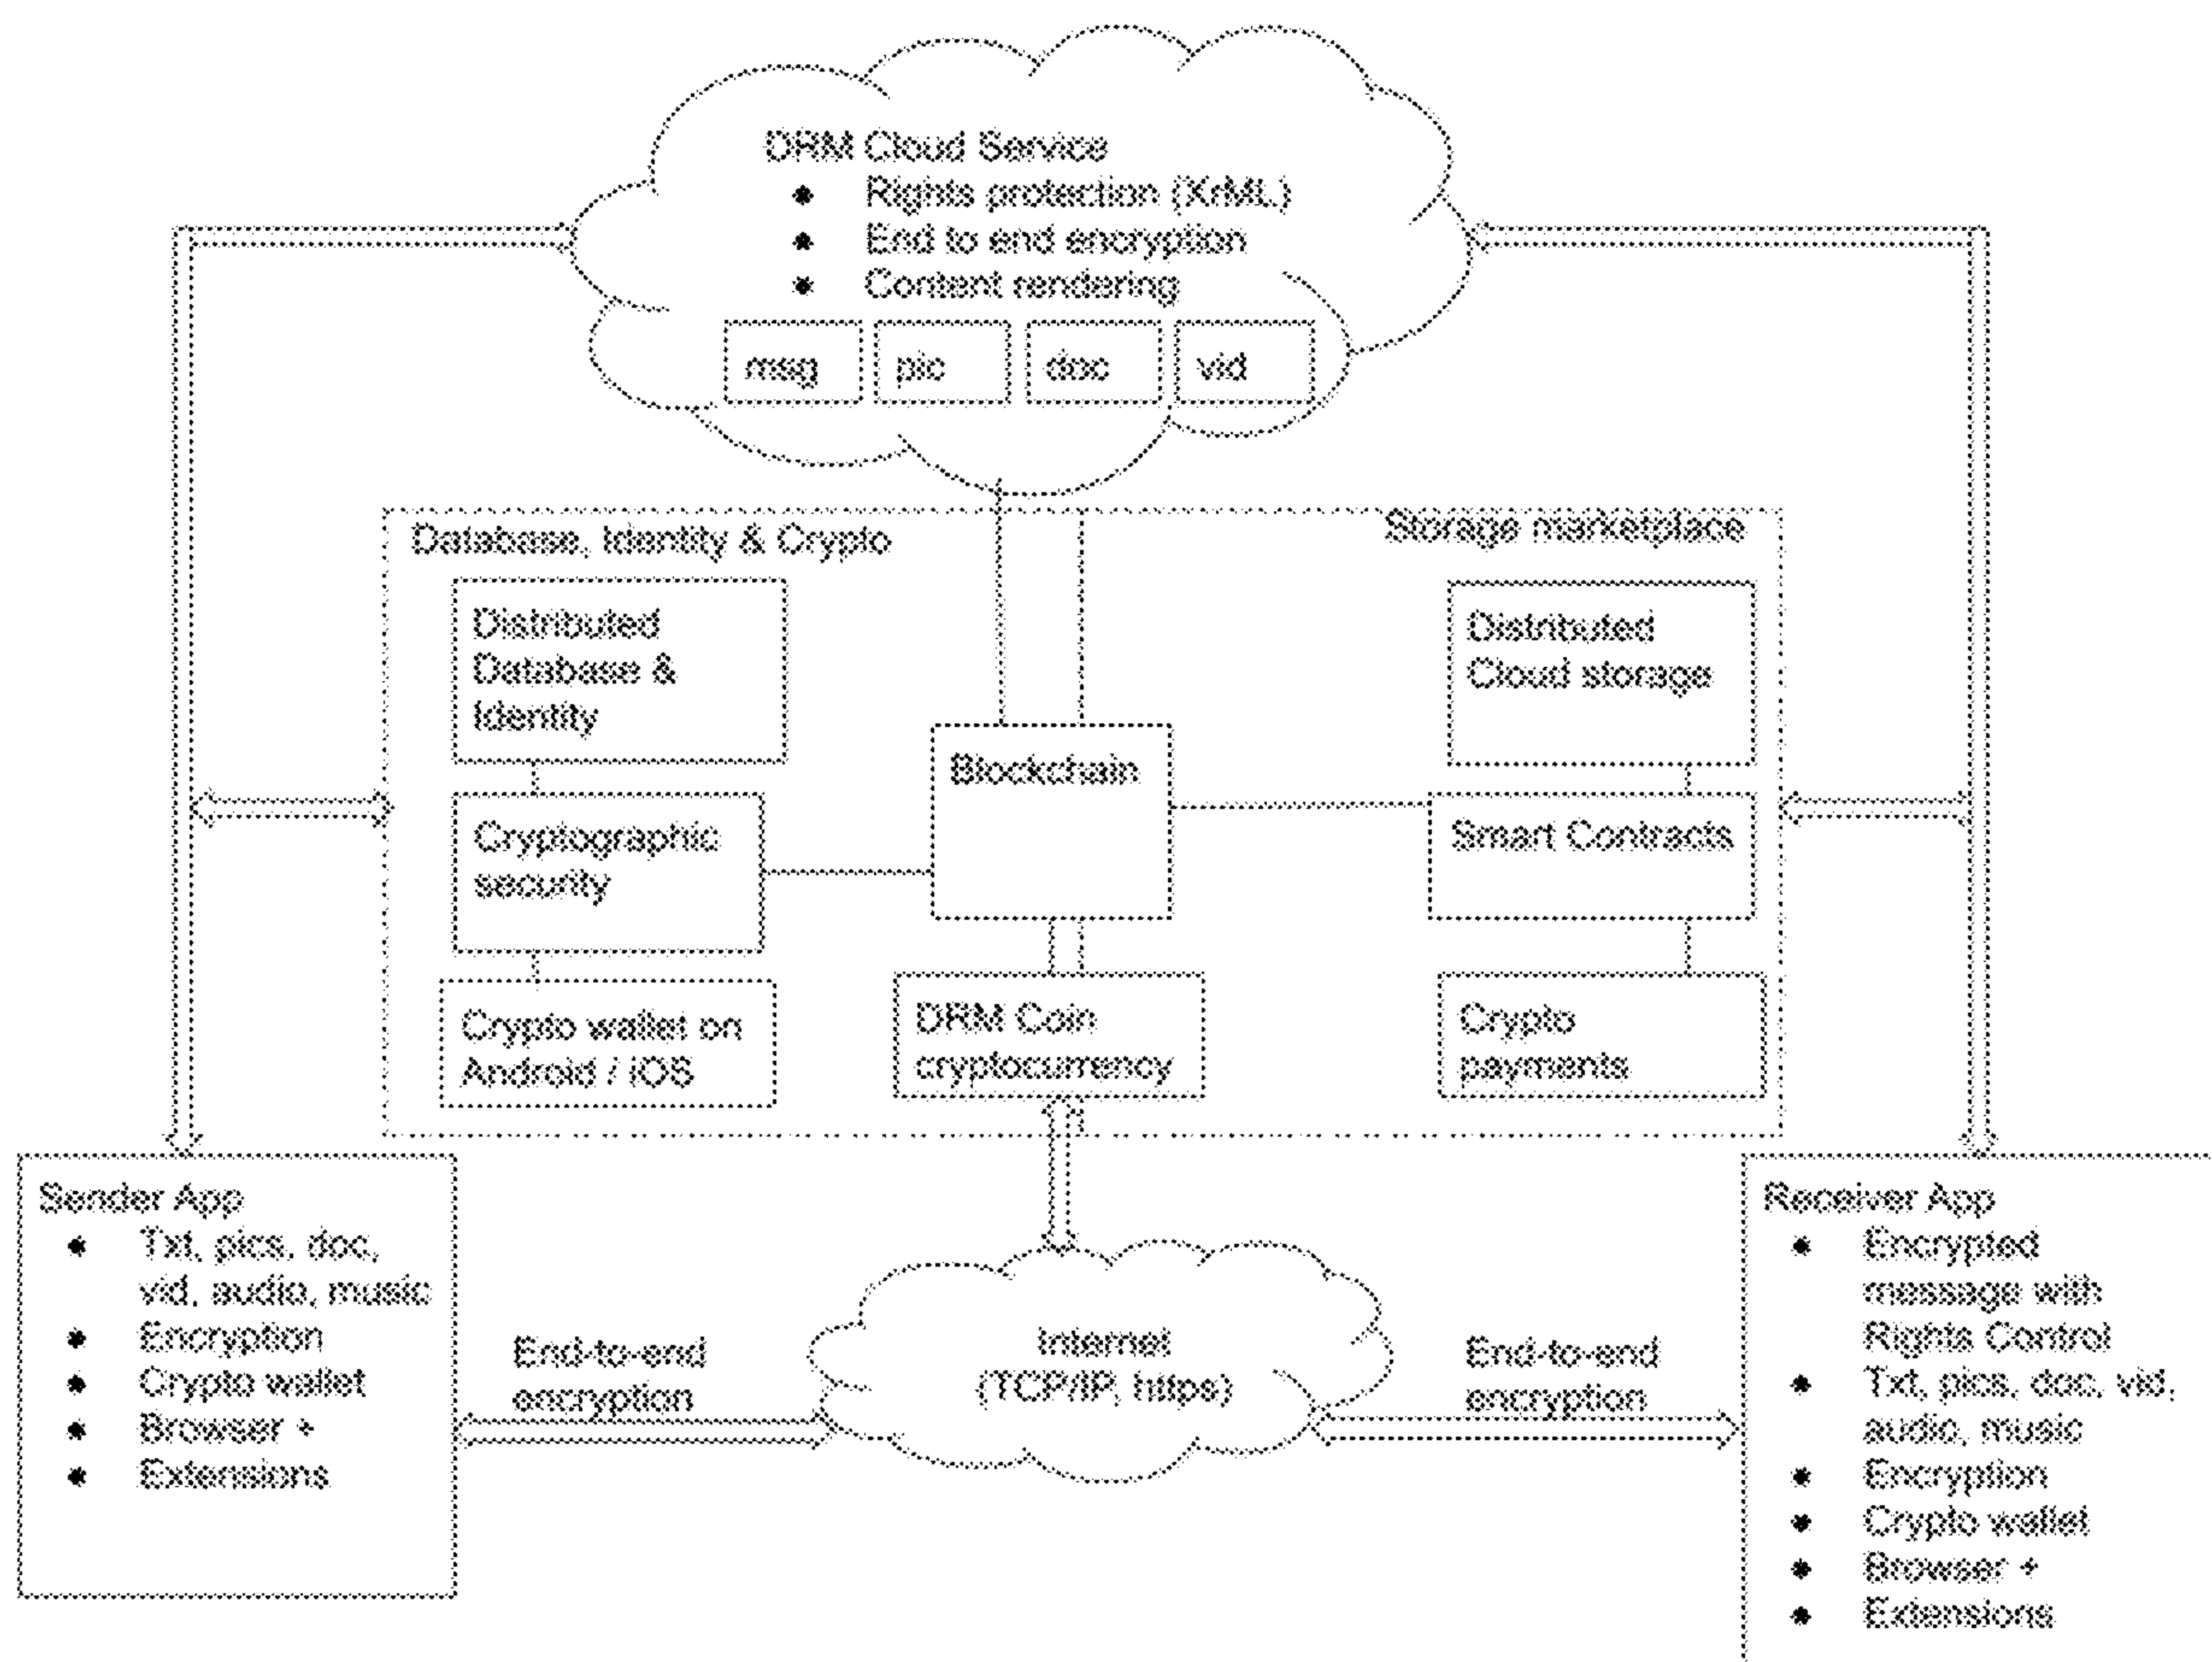 DRM Cloud Service
Rights protection (XrML)
End to end encryption
Content rendering
msg
pic
doc
vid
Database, Identity & Crypto
Storage marketplace
Distributed
Database &
Identity
Distributed
Cloud storage
Blockchain
Cryptographic
security
Smart Contracts
Crypto wallet on
Android / iOS
DRM Coin
cryptocurrency
Crypto
payments
Sender App
Txt, pics, doc,
vid, audio, music
Encryption
Crypto wallet
Browser +
Extensions
End-to-end
encryption
Internet
(TCP/IP, https)
End-to-end
encryption
Receiver App
Encrypted
message with
Rights Control
Txt, pics, doc, vid,
audio, music
Encryption
Crypto wallet
Browser +
Extensions